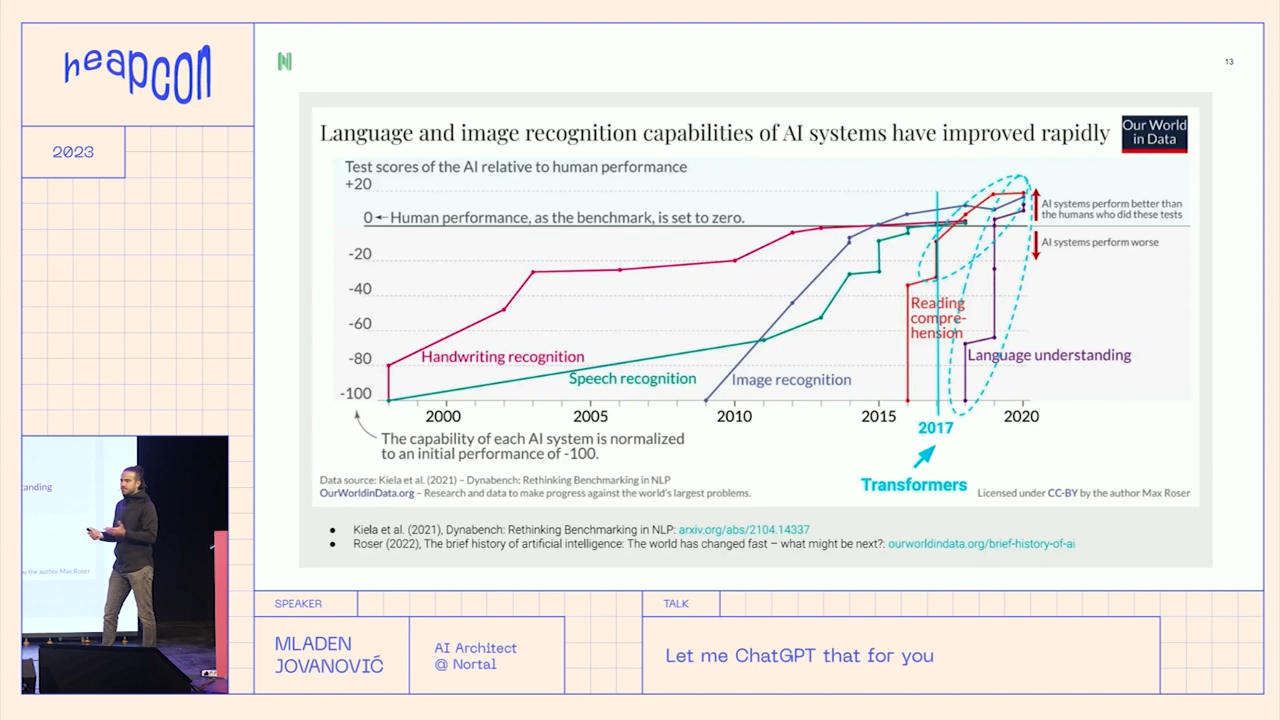 heapcon
2023
N
13
Language and image recognition capabilities of AI systems have improved rapidly
Our World
in Data
Test scores of the AI relative to human performance
+20
0
Human performance, as the benchmark, is set to zero.
-20
-40
-60
-80
-100
AI systems perform better than
the humans who did these tests
AI systems perform worse
Handwriting recognition
Speech recognition
Image recognition
Reading
compre-
hension
Language understanding
2000
2005
2010
2015
2020
2017
Transformers
The capability of each AI system is normalized
to an initial performance of -100.
Data source: Kiela et al. (2021) – Dynabench: Rethinking Benchmarking in NLP
OurWorldinData.org – Research and data to make progress against the world's largest problems.
Licensed under CC-BY by the author Max Roser
• Kiela et al. (2021), Dynabench: Rethinking Benchmarking in NLP: arxiv.org/abs/2104.14337
• Roser (2022), The brief history of artificial intelligence: The world has changed fast – what might be next?: ourworldindata.org/brief-history-of-ai
anding
by the author Max Roser
SPEAKER
MLADEN
JOVANOVIĆ
AI Architect
@ Nortal
TALK
Let me ChatGPT that for you